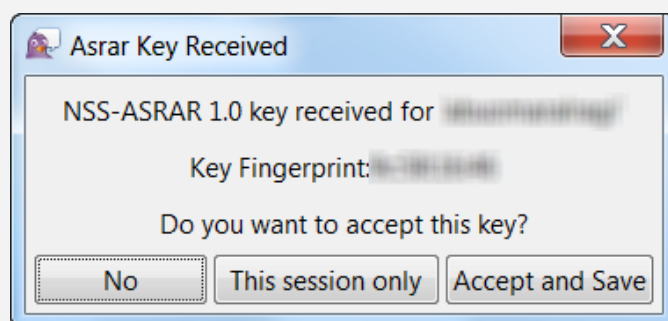 Asrar Key Received
NSS-ASRAR 1.0 key received for
Key Fingerprint:
Do you want to accept this key?
No
This session only
Accept and Save